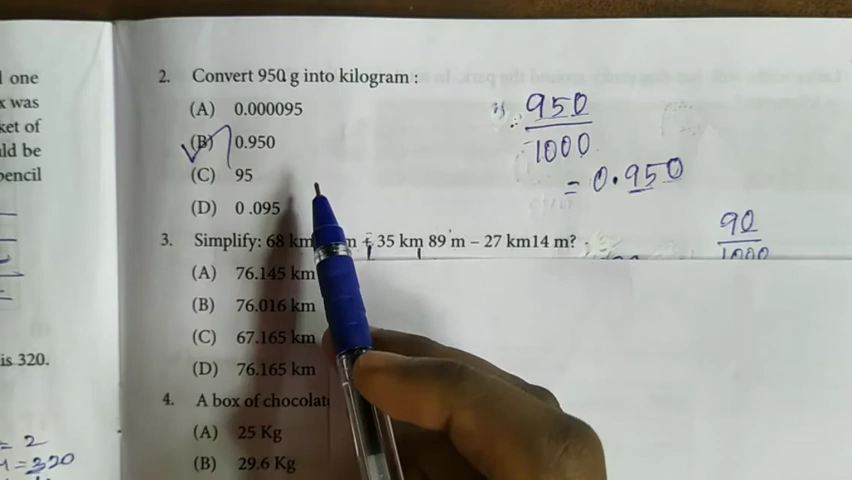 one
x was
ket of
ld be
pencil
is 320.
= 2
= 320
2. Convert 950 g into kilogram :
(A) 0.000095
(B) 0.950
(C) 95
(D) 0 .095
950
1000
= 0.950
3. Simplify: 68 km m + 35 km 89 m – 27 km14 m?
90
1000
(A) 76.145 km
(B) 76.016 km
(C) 67.165 km
(D) 76.165 km
4. A box of chocolat
(A) 25 Kg
(B) 29.6 Kg